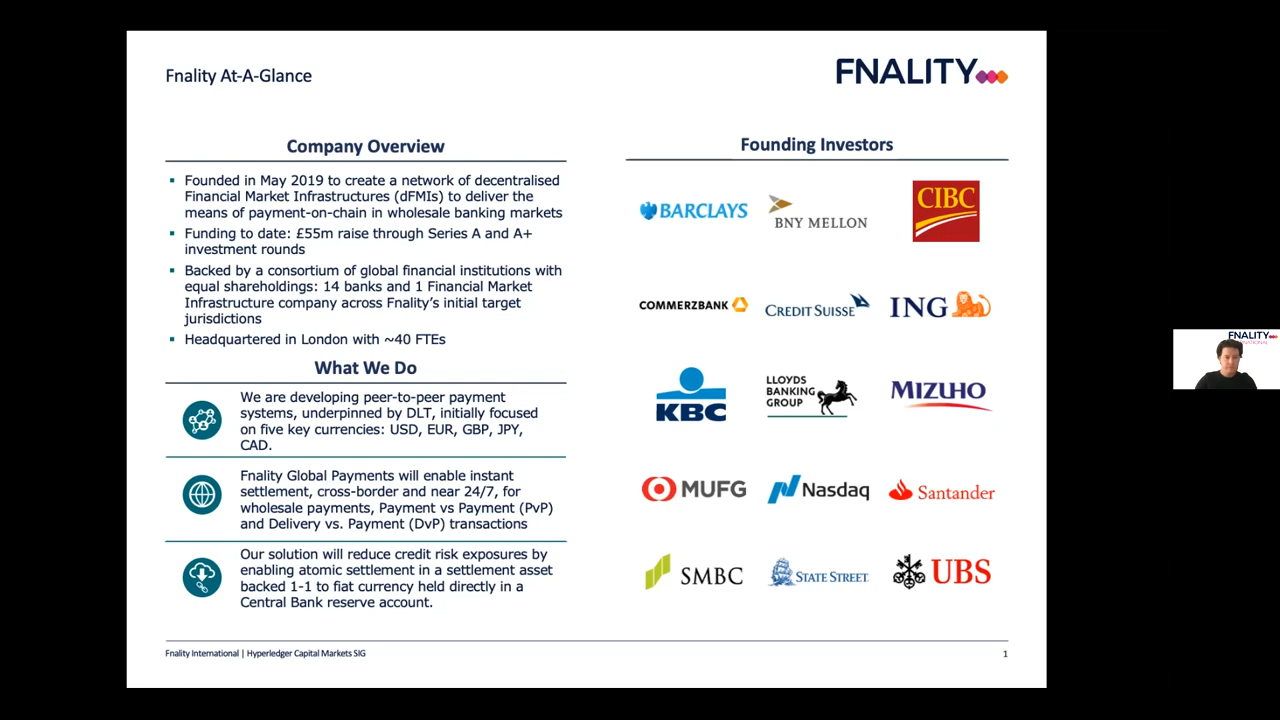 Fnality At-A-Glance
FNALITY
Company Overview
▪ Founded in May 2019 to create a network of decentralised
Financial Market Infrastructures (dFMIs) to deliver the
means of payment-on-chain in wholesale banking markets
▪ Funding to date: £55m raise through Series A and A+
investment rounds
▪ Backed by a consortium of global financial institutions with
equal shareholdings: 14 banks and 1 Financial Market
Infrastructure company across Fnality’s initial target
jurisdictions
▪ Headquartered in London with ~40 FTEs
What We Do
We are developing peer-to-peer payment
systems, underpinned by DLT, initially focused
on five key currencies: USD, EUR, GBP, JPY,
CAD.
Fnality Global Payments will enable instant
settlement, cross-border and near 24/7, for
wholesale payments, Payment vs Payment (PvP)
and Delivery vs. Payment (DvP) transactions
Our solution will reduce credit risk exposures by
enabling atomic settlement in a settlement asset
backed 1-1 to fiat currency held directly in a
Central Bank reserve account.
Founding Investors
BARCLAYS
BNY MELLON
CIBC
COMMERZBANK
CREDIT SUISSE
ING
KBC
LLOYDS
BANKING
GROUP
MIZUHO
MUFG
Nasdaq
Santander
SMBC
STATE STREET
UBS
Fnality International | Hyperledger Capital Markets SIG
1
FNALITY